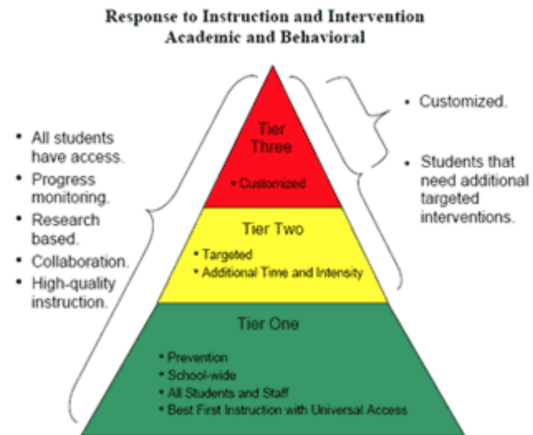 Response to Instruction and Intervention
Academic and Behavioral
• All students
have access.
• Progress
monitoring.
• Research
based.
• Collaboration.
• High-quality
instruction.
Tier
Three
• Customized
Tier Two
• Targeted
• Additional Time and Intensity
Tier One
• Prevention
• School-wide
• All Students and Staff
• Best First Instruction with Universal Access
• Customized.
• Students that
need additional
targeted
interventions.